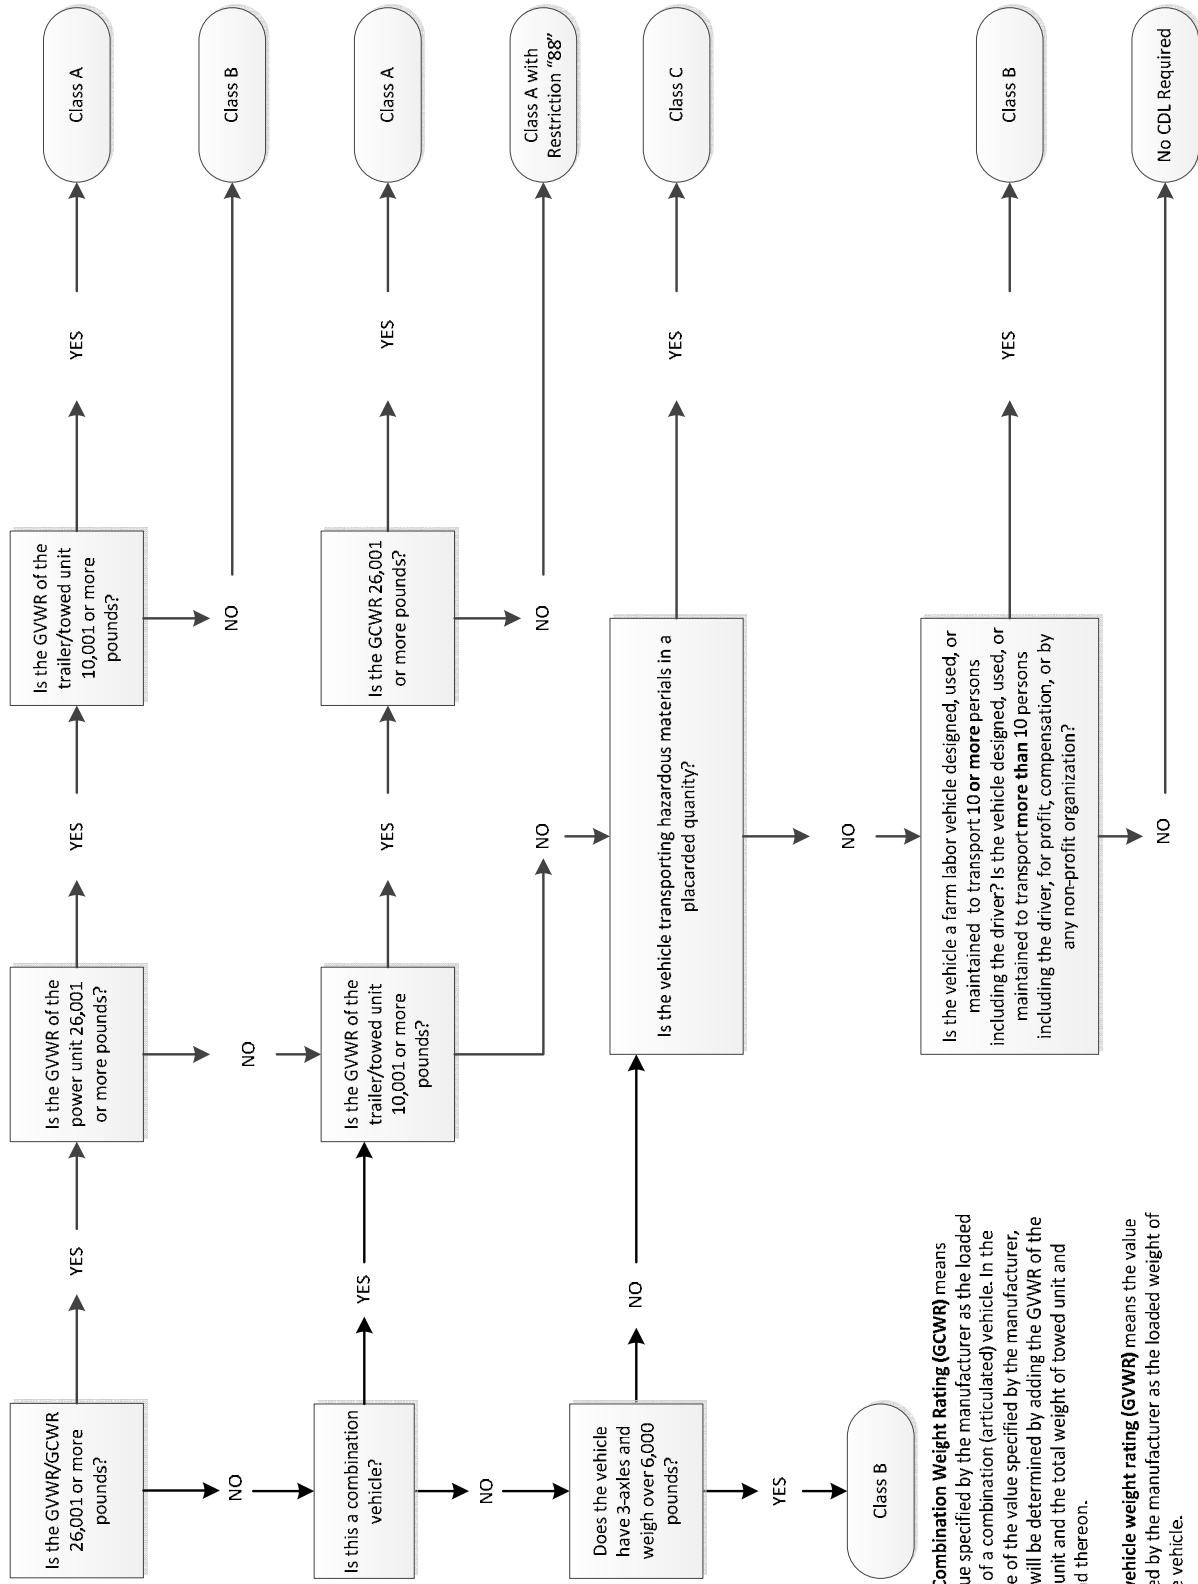 Is the GVWR/GCWR
26,001 or more
pounds?
YES
Is the GVWR of the
power unit 26,001
or more pounds?
YES
Is the GVWR of the
trailer/towed unit
10,001 or more
pounds?
YES
Class A
NO
NO
NO
Class B
Is this a combination
vehicle?
YES
Is the GVWR of the
trailer/towed unit
10,001 or more
pounds?
YES
Is the GCWR 26,001
or more pounds?
YES
Class A
NO
NO
NO
Class A with
Restriction "88"
Does the vehicle
have 3-axles and
weigh over 6,000
pounds?
NO
Is the vehicle transporting hazardous materials in a
placarded quanity?
YES
Class C
YES
NO
Class B
Is the vehicle a farm labor vehicle designed, used, or
maintained to transport 10 or more persons
including the driver? Is the vehicle designed, used, or
maintained to transport more than 10 persons
including the driver, for profit, compensation, or by
any non-profit organization?
YES
Class B
NO
No CDL Required
Combination Weight Rating (GCWR) means
ue specified by the manufacturer as the loaded
of a combination (articulated) vehicle. In the
e of the value specified by the manufacturer,
will be determined by adding the GVWR of the
unit and the total weight of towed unit and
d thereon.
vehicle weight rating (GVWR) means the value
ed by the manufacturer as the loaded weight of
e vehicle.